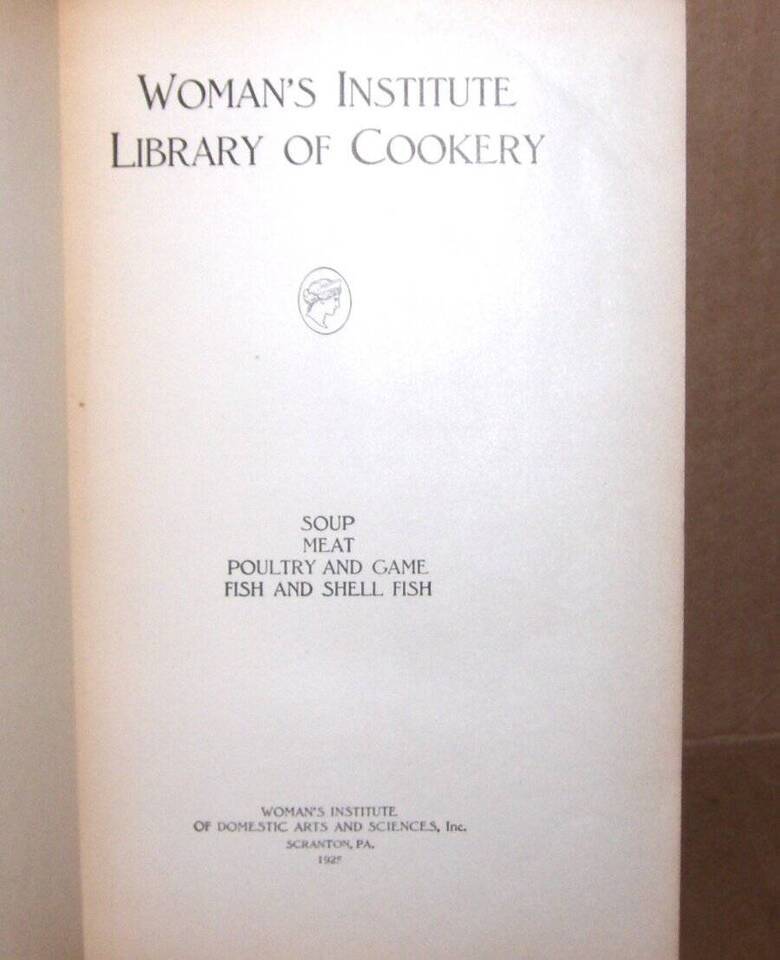 WOMAN'S INSTITUTE
LIBRARY OF COOKERY
SOUP
MEAT
POULTRY AND GAME
FISH AND SHELL FISH
WOMAN'S INSTITUTE
OF DOMESTIC ARTS AND SCIENCES, Inc.
SCRANTON, PA.